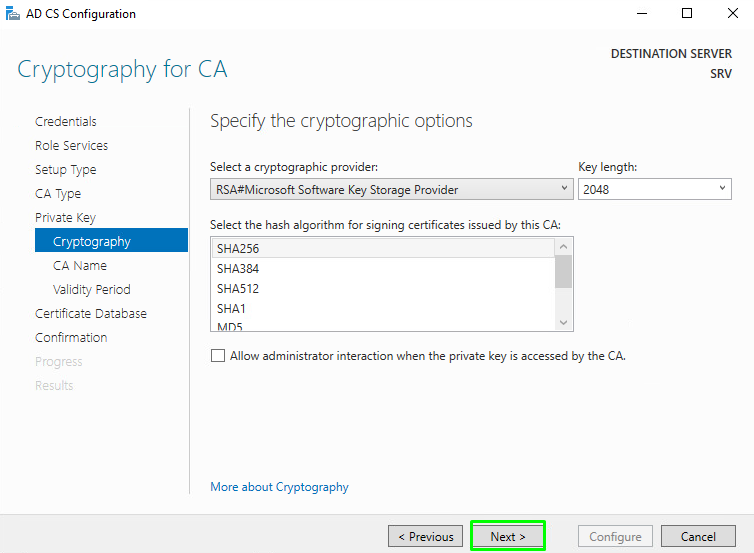 AD CS Configuration
DESTINATION SERVER
SRV
Cryptography for CA
Credentials
Role Services
Setup Type
CA Type
Private Key
Cryptography
CA Name
Validity Period
Certificate Database
Confirmation
Progress
Results
Specify the cryptographic options
Select a cryptographic provider:
Key length:
RSA#Microsoft Software Key Storage Provider
2048
Select the hash algorithm for signing certificates issued by this CA:
SHA256
SHA384
SHA512
SHA1
MD5
Allow administrator interaction when the private key is accessed by the CA.
More about Cryptography
< Previous
Next >
Configure
Cancel